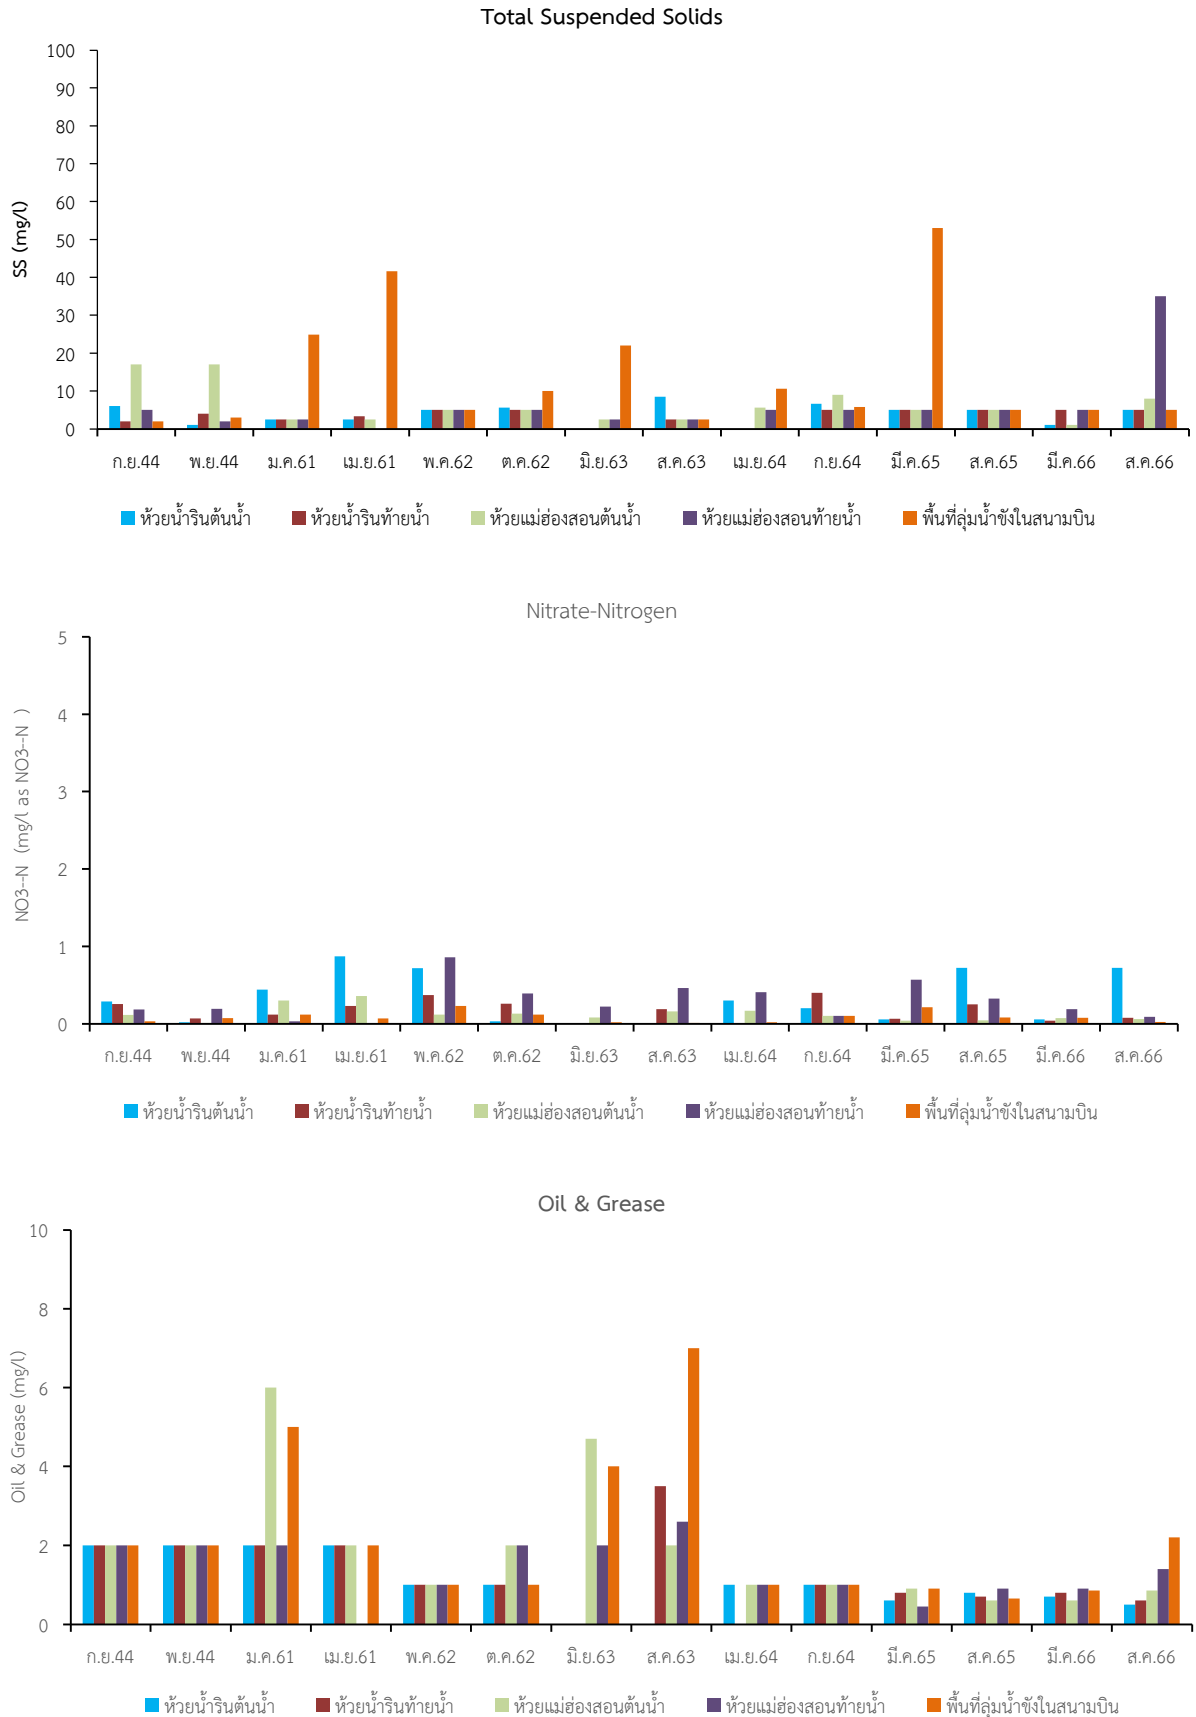 Total Suspended Solids
100
90
80
70
60
50
40
30
20
10
0
SS (mg/l)
ก.ย.44 พ.ย.44 ม.ค.61 เม.ย.61 พ.ค.62 ต.ค.62 มิ.ย.63 ส.ค.63 เม.ย.64 ก.ย.64 มี.ค.65 ส.ค.65 มี.ค.66 ส.ค.66
ห้วยน้ำรินต้นน้ำ ห้วยน้ำรินท้ายน้ำ ห้วยแม่ฮ่องสอนต้นน้ำ ห้วยแม่ฮ่องสอนท้ายน้ำ พื้นที่ลุ่มน้ำขังในสนามบิน
Nitrate-Nitrogen
5
4
3
2
1
0
NO3--N (mg/l as NO3--N )
ก.ย.44 พ.ย.44 ม.ค.61 เม.ย.61 พ.ค.62 ต.ค.62 มิ.ย.63 ส.ค.63 เม.ย.64 ก.ย.64 มี.ค.65 ส.ค.65 มี.ค.66 ส.ค.66
ห้วยน้ำรินต้นน้ำ ห้วยน้ำรินท้ายน้ำ ห้วยแม่ฮ่องสอนต้นน้ำ ห้วยแม่ฮ่องสอนท้ายน้ำ พื้นที่ลุ่มน้ำขังในสนามบิน
Oil & Grease
10
8
6
4
2
0
Oil & Grease (mg/l)
ก.ย.44 พ.ย.44 ม.ค.61 เม.ย.61 พ.ค.62 ต.ค.62 มิ.ย.63 ส.ค.63 เม.ย.64 ก.ย.64 มี.ค.65 ส.ค.65 มี.ค.66 ส.ค.66
ห้วยน้ำรินต้นน้ำ ห้วยน้ำรินท้ายน้ำ ห้วยแม่ฮ่องสอนต้นน้ำ ห้วยแม่ฮ่องสอนท้ายน้ำ พื้นที่ลุ่มน้ำขังในสนามบิน